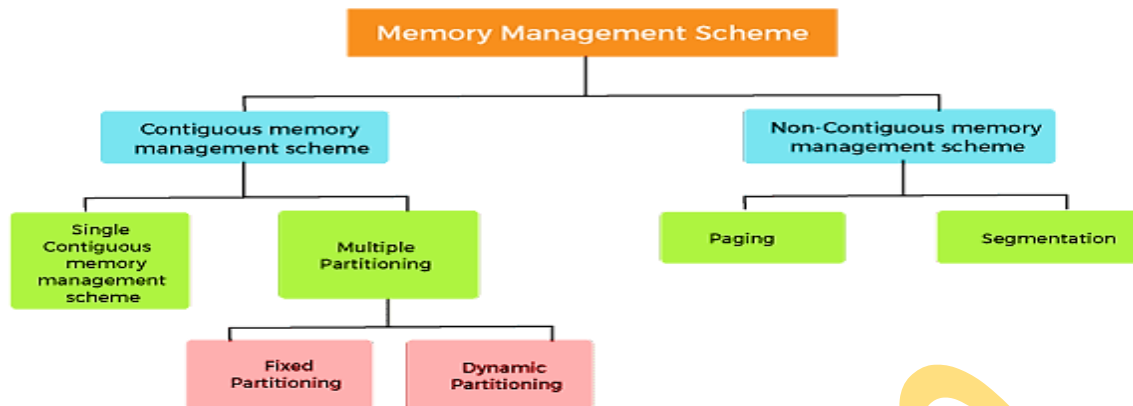 Memory Management Scheme
Contiguous memory
management scheme
Non-Contiguous memory
management scheme
Single
Contiguous
memory
management
scheme
Multiple
Partitioning
Paging
Segmentation
Fixed
Partitioning
Dynamic
Partitioning